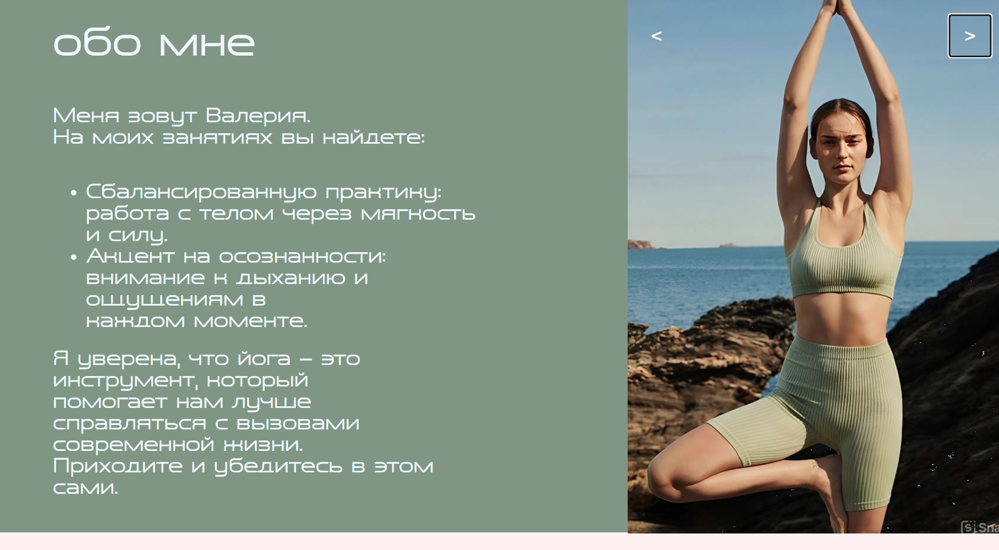 обо мне
< >
Меня зовут Валерия.
На моих занятиях вы найдете:
• Сбалансированную практику:
работа с телом через мягкость
и силу.
• Акцент на осознанности:
внимание к дыханию и
ощущениям в
каждом моменте.
Я уверена, что йога – это
инструмент, который
помогает нам лучше
справляться с вызовами
современной жизни.
Приходите и убедитесь в этом
сами.